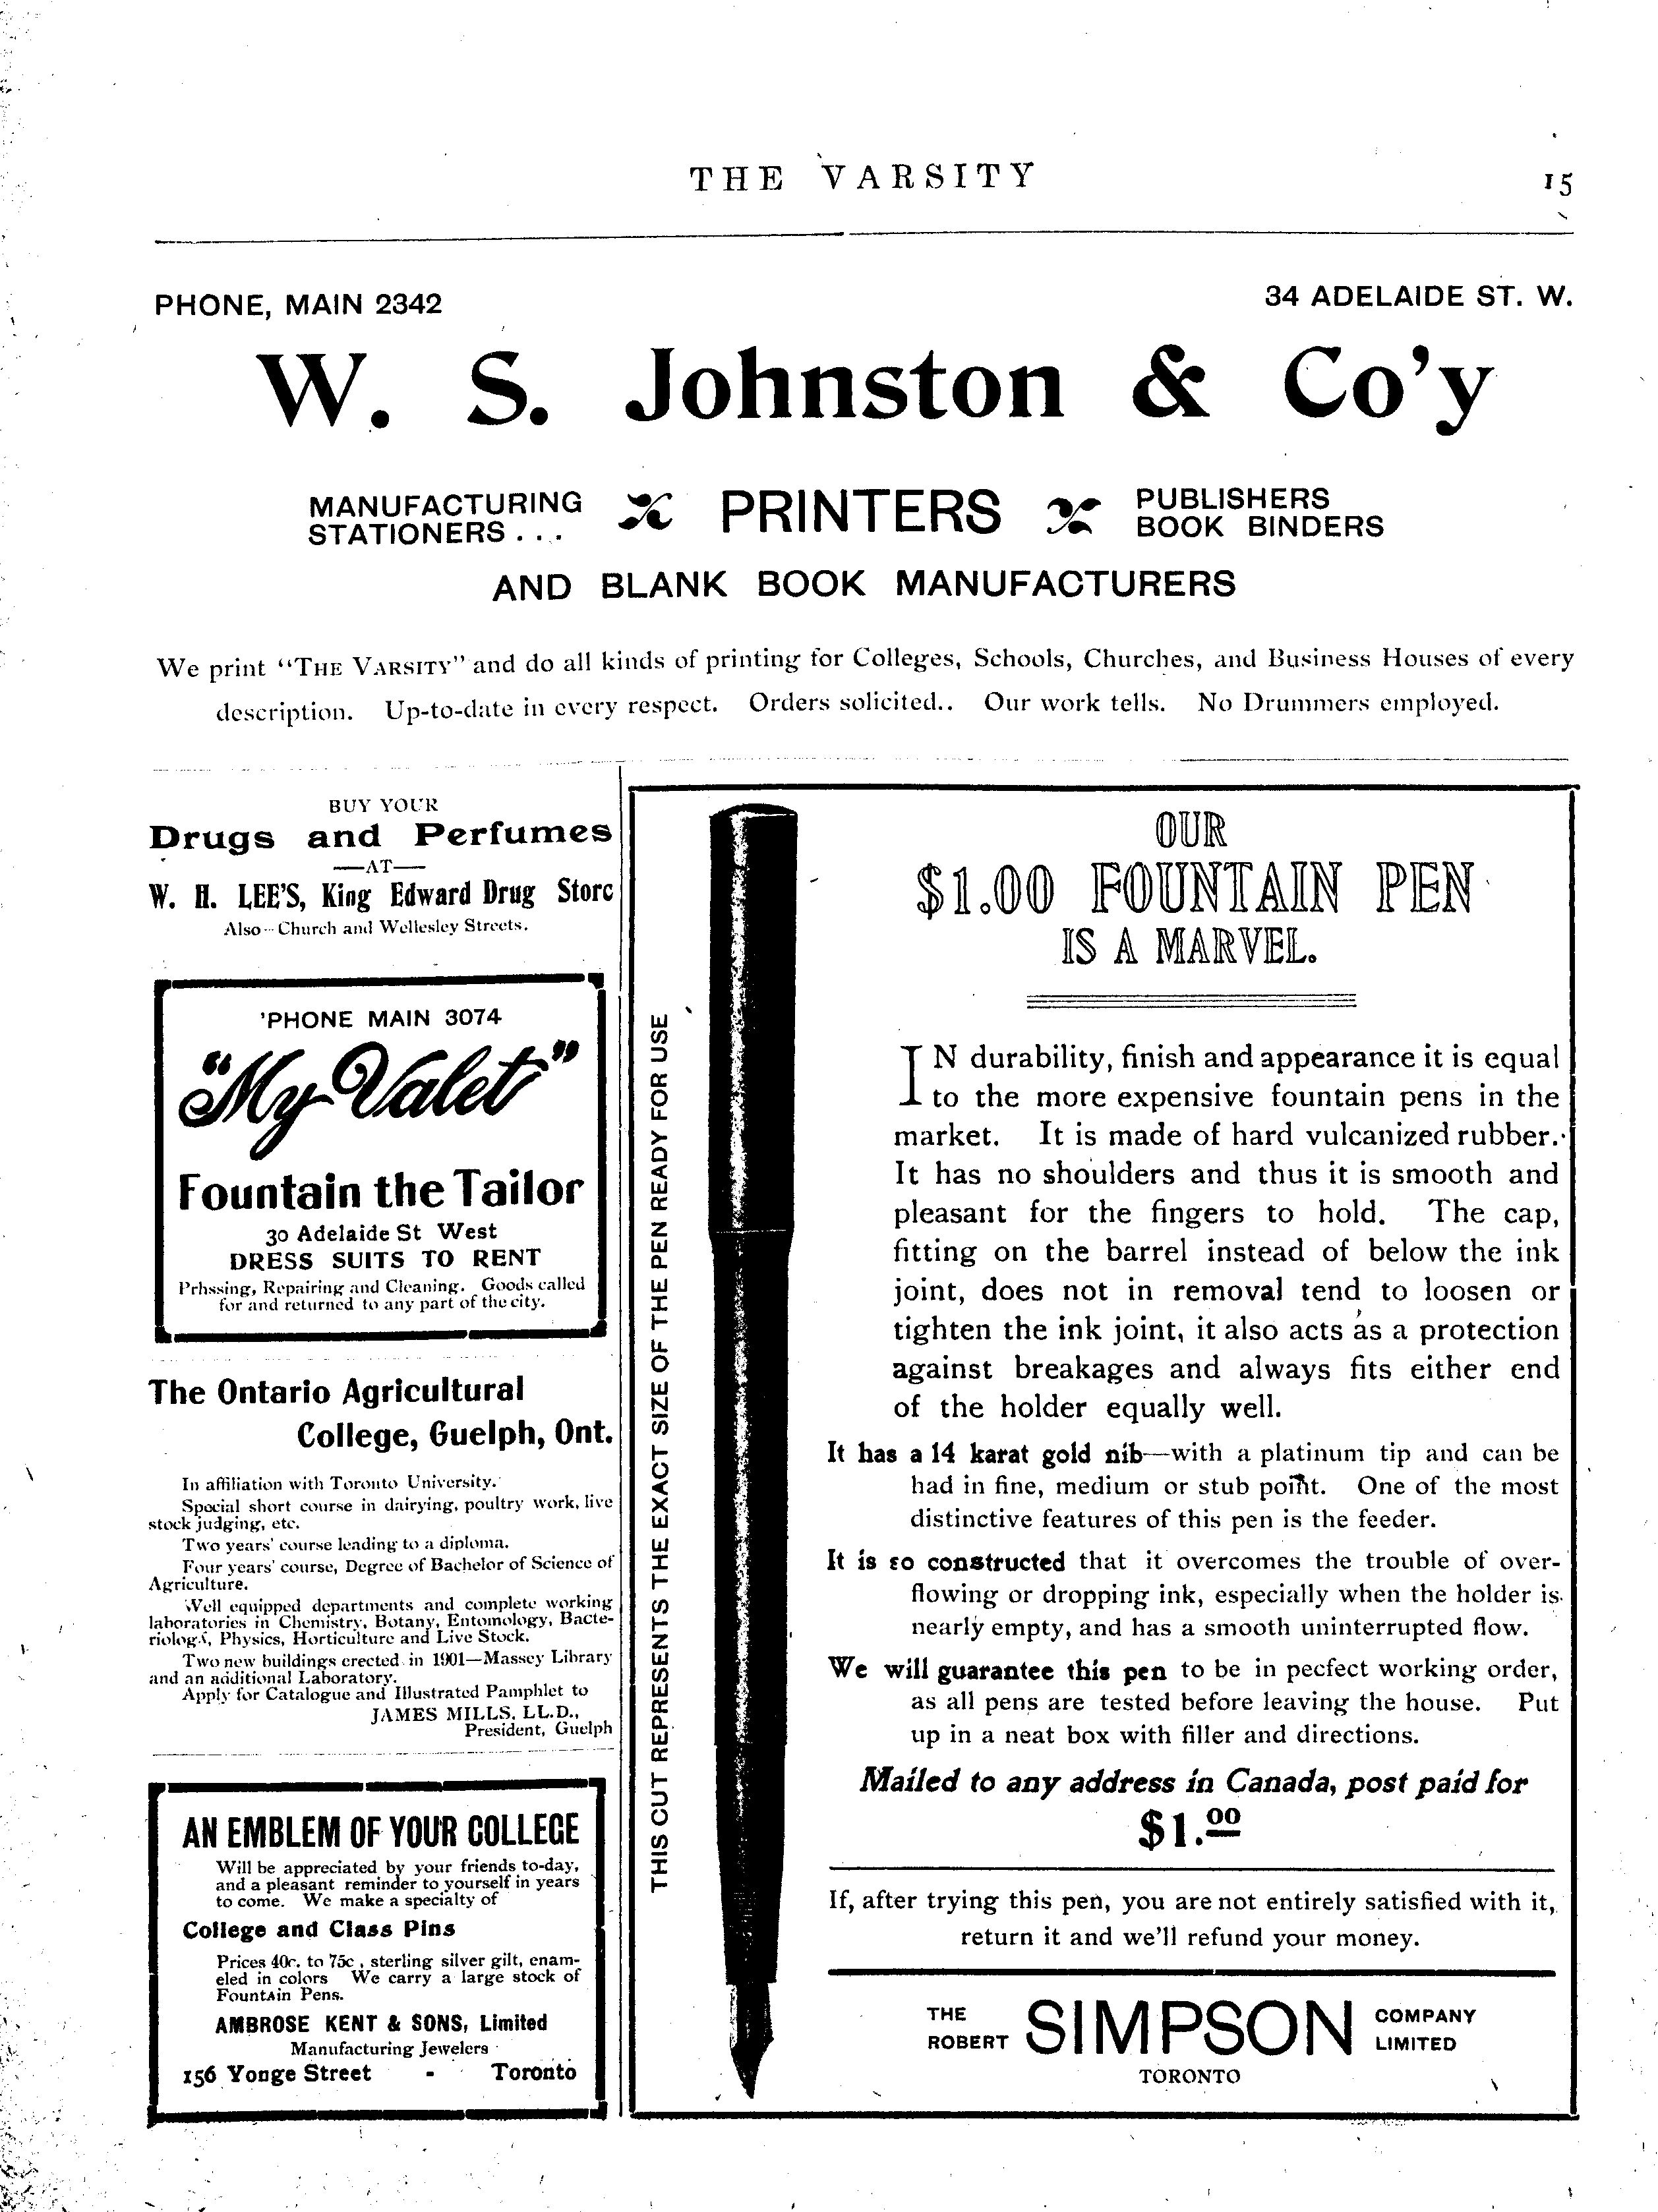 THE VARSITY
15
PHONE, MAIN 2342
34 ADELAIDE ST. W.
W. S. Johnston & Co'y
MANUFACTURING
STATIONERS . . .
PRINTERS
PUBLISHERS
BOOK BINDERS
AND BLANK BOOK MANUFACTURERS
We print "THE VARSITY" and do all kinds of printing for Colleges, Schools, Churches, and Business Houses of every
description. Up-to-date in every respect. Orders solicited.. Our work tells. No Drummers employed.
BUY YOUR
Drugs and Perfumes
—AT—
W. H. LEE'S, King Edward Drug Store
Also--Church and Wellesley Streets.
'PHONE MAIN 3074
"My Valet"
Fountain the Tailor
30 Adelaide St West
DRESS SUITS TO RENT
Prhssing, Repairing and Cleaning. Goods called
for and returned to any part of the city.
The Ontario Agricultural
College, Guelph, Ont.
In affiliation with Toronto University.
Special short course in dairying, poultry work, live
stock judging, etc.
Two years' course leading to a diploma.
Four years' course, Degree of Bachelor of Science of
Agriculture.
Well equipped departments and complete working
laboratories in Chemistry, Botany, Entomology, Bacte-
riology, Physics, Horticulture and Live Stock.
Two new buildings erected in 1901—Massey Library
and an additional Laboratory.
Apply for Catalogue and Illustrated Pamphlet to
JAMES MILLS. LL.D.,
President, Guelph
AN EMBLEM OF YOUR COLLEGE
Will be appreciated by your friends to-day,
and a pleasant reminder to yourself in years
to come. We make a specialty of
College and Class Pins
Prices 40c. to 75c, sterling silver gilt, enam-
eled in colors We carry a large stock of
Fountain Pens.
AMBROSE KENT & SONS, Limited
Manufacturing Jewelers
156 Yonge Street - Toronto
THIS CUT REPRESENTS THE EXACT SIZE OF THE PEN READY FOR USE
OUR
$1.00 FOUNTAIN PEN
IS A MARVEL.
IN durability, finish and appearance it is equal
to the more expensive fountain pens in the
market. It is made of hard vulcanized rubber.
It has no shoulders and thus it is smooth and
pleasant for the fingers to hold. The cap,
fitting on the barrel instead of below the ink
joint, does not in removal tend to loosen or
tighten the ink joint, it also acts as a protection
against breakages and always fits either end
of the holder equally well.
It has a 14 karat gold nib—with a platinum tip and can be
had in fine, medium or stub point. One of the most
distinctive features of this pen is the feeder.
It is so constructed that it overcomes the trouble of over-
flowing or dropping ink, especially when the holder is
nearly empty, and has a smooth uninterrupted flow.
We will guarantee this pen to be in pecfect working order,
as all pens are tested before leaving the house. Put
up in a neat box with filler and directions.
Mailed to any address in Canada, post paid for
$1.00
If, after trying this pen, you are not entirely satisfied with it,
return it and we'll refund your money.
THE
ROBERT
SIMPSON
COMPANY
LIMITED
TORONTO